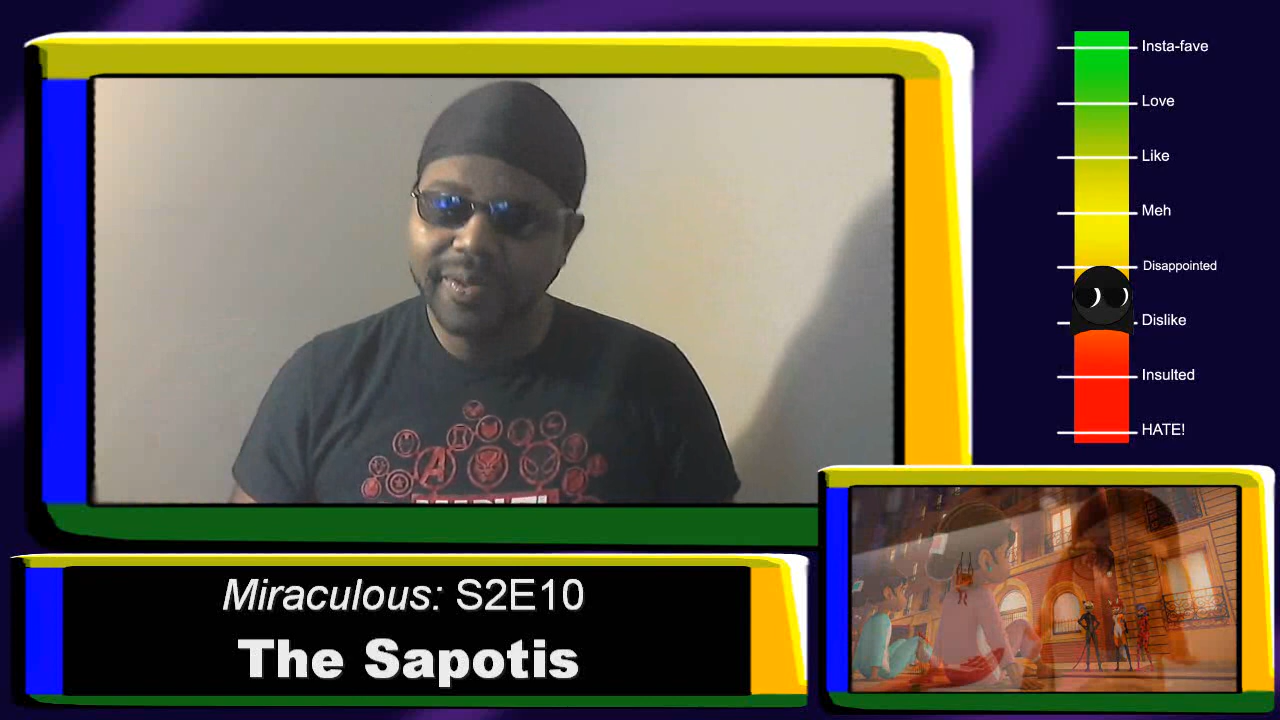 Insta-fave
Love
Like
Meh
Disappointed
Dislike
Insulted
HATE!
Miraculous: S2E10
The Sapotis